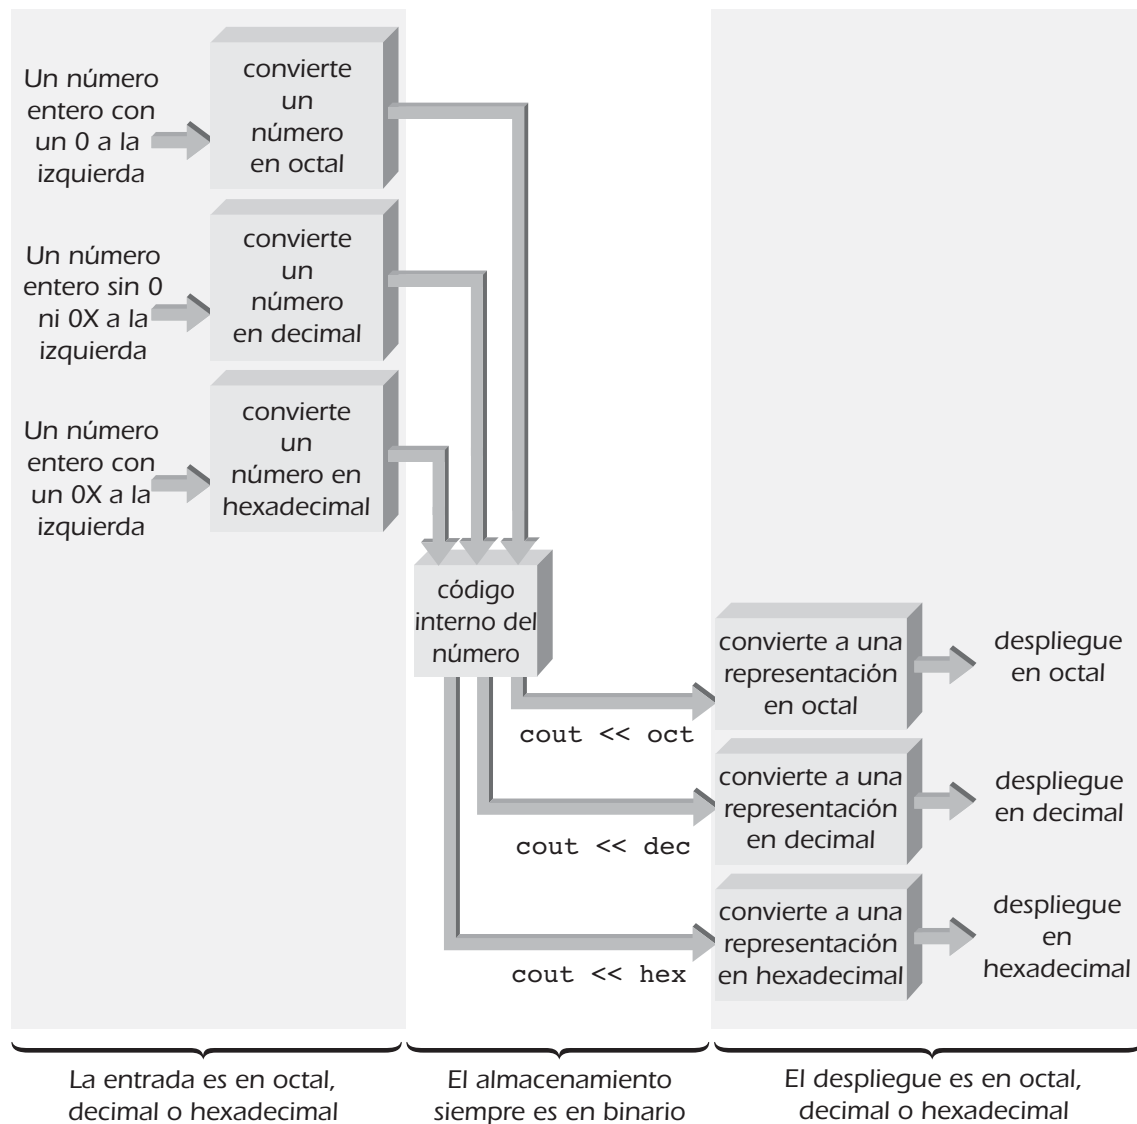 Un número
entero con
un 0 a la
izquierda
convierte
un
número
en octal
Un número
entero sin 0
ni 0X a la
izquierda
convierte
un
número
en decimal
Un número
entero con
un 0X a la
izquierda
convierte
un
número en
hexadecimal
código
interno del
número
cout << oct
convierte a una
representación
en octal
despliegue
en octal
cout << dec
convierte a una
representación
en decimal
despliegue
en decimal
cout << hex
convierte a una
representación
en hexadecimal
despliegue
en
hexadecimal
La entrada es en octal,
decimal o hexadecimal
El almacenamiento
siempre es en binario
El despliegue es en octal,
decimal o hexadecimal